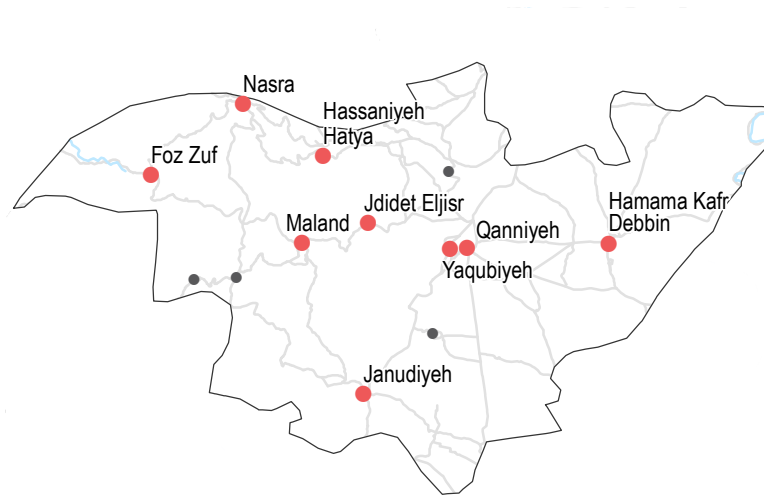 Nasra
Hassaniyeh
Hatya
Foz Zuf
Jdidet Eljisr
Maland
Hamama Kafr
Debbin
Qanniyeh
Yaqubiyeh
Janudiyeh